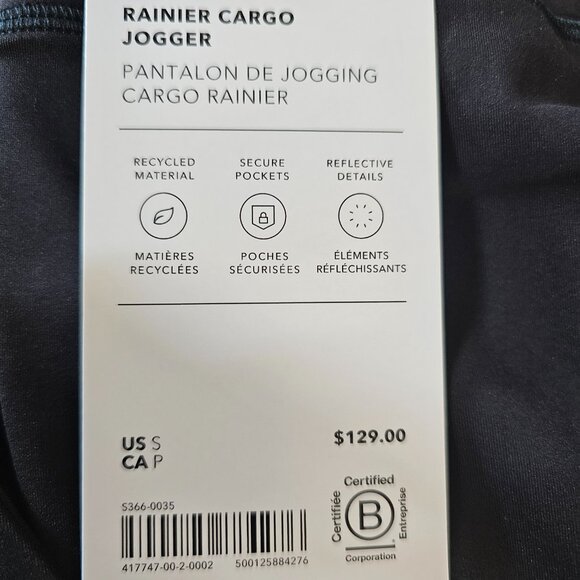 RAINIER CARGO
JOGGER
PANTALON DE JOGGING
CARGO RAINIER
RECYCLED
MATERIAL
SECURE
POCKETS
REFLECTIVE
DETAILS
MATIÈRES
RECYCLÉES
POCHES
SÉCURISÉES
ÉLÉMENTS
RÉFLÉCHISSANTS
US S
CA P
$129.00
S366-0035
417747-00-2-0002 500125884276
Certified
Certifiée
B
Entreprise
Corporation